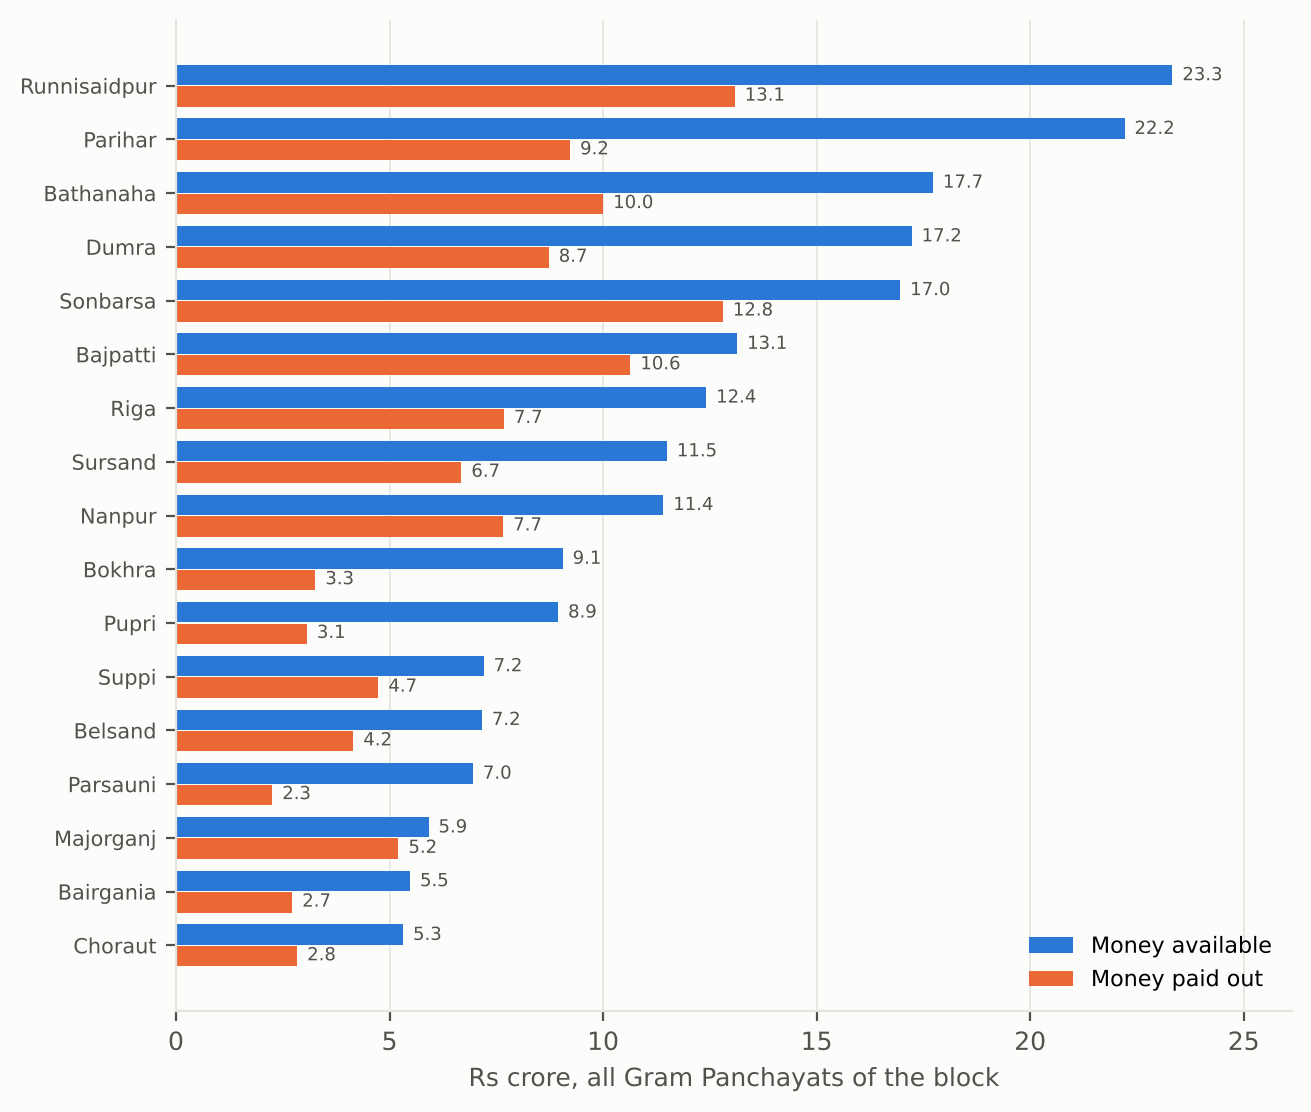 Runnisaidpur 23.3
13.1
Parihar 22.2
9.2
Bathanaha 17.7
10.0
Dumra 17.2
8.7
Sonbarsa 17.0
12.8
Bajpatti 13.1
10.6
Riga 12.4
7.7
Sursand 11.5
6.7
Nanpur 11.4
7.7
Bokhra 9.1
3.3
Pupri 8.9
3.1
Suppi 7.2
4.7
Belsand 7.2
4.2
Parsauni 7.0
2.3
Majorganj 5.9
5.2
Bairgania 5.5
2.7
Choraut 5.3
2.8
Money available
Money paid out
0 5 10 15 20 25
Rs crore, all Gram Panchayats of the block